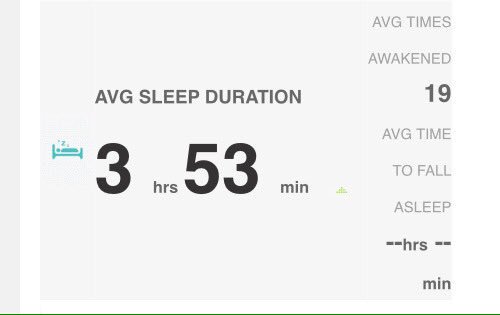 AVG TIMES
AWAKENED
19
AVG SLEEP DURATION
3 hrs 53 min
AVG TIME
TO FALL
ASLEEP
--hrs --
min